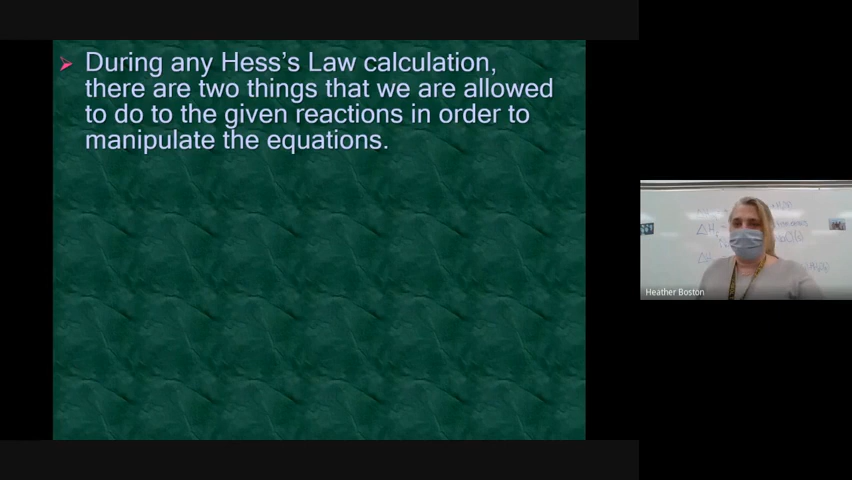 During any Hess's Law calculation,
there are two things that we are allowed
to do to the given reactions in order to
manipulate the equations.
Heather Boston